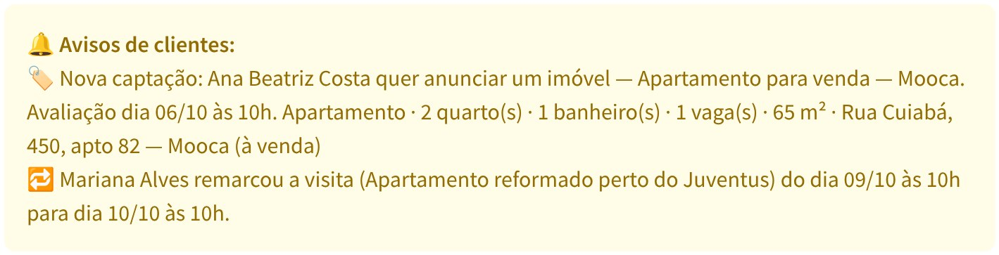 🔔 Avisos de clientes:
🏷️ Nova captação: Ana Beatriz Costa quer anunciar um imóvel — Apartamento para venda — Mooca.
Avaliação dia 06/10 às 10h. Apartamento · 2 quarto(s) · 1 banheiro(s) · 1 vaga(s) · 65 m² · Rua Cuiabá,
450, apto 82 — Mooca (à venda)
🔁 Mariana Alves remarcou a visita (Apartamento reformado perto do Juventus) do dia 09/10 às 10h
para dia 10/10 às 10h.